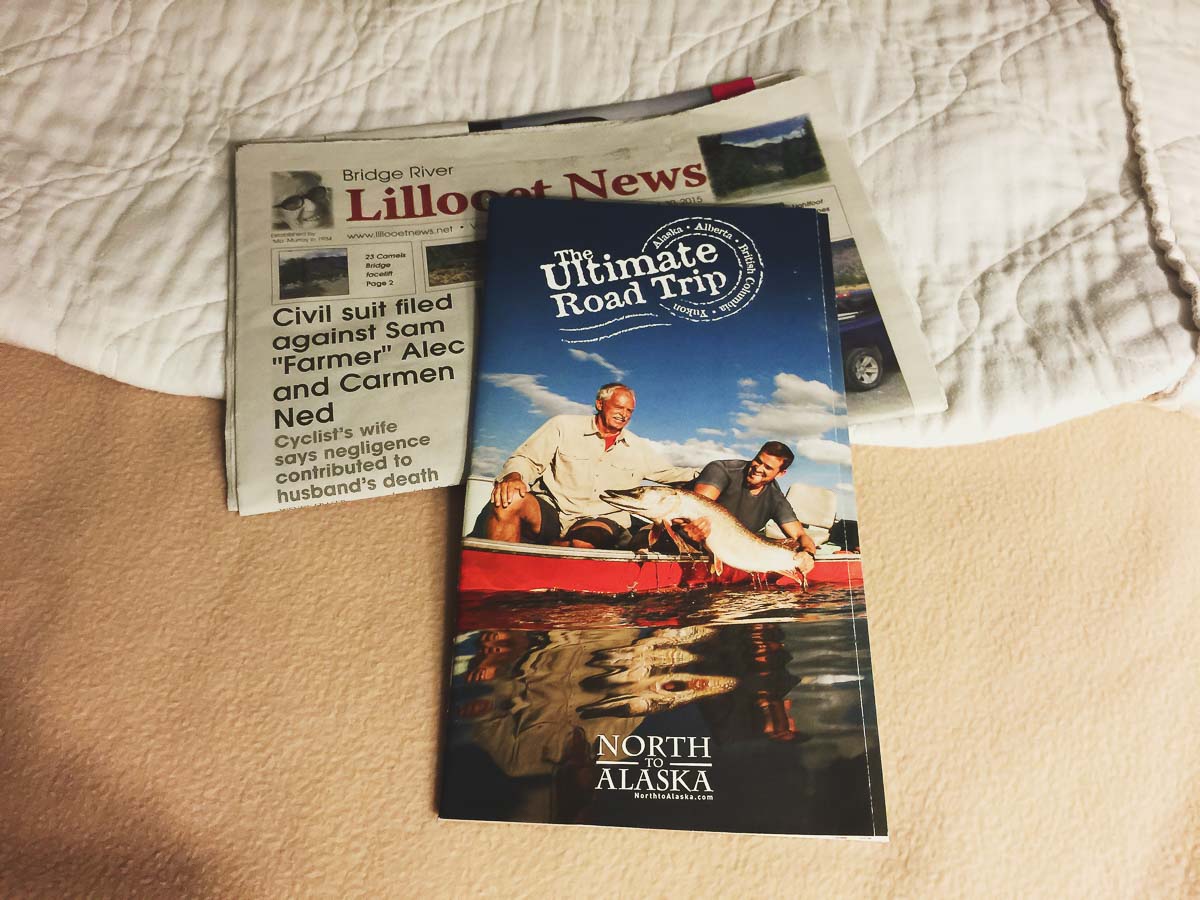 Bridge River
Lillooet News
Established by
"Ma" Murray in 1934
www.lillooetnews.net •
2015
23 Camels
Bridge
facelift
Page 2
Civil suit filed
against Sam
"Farmer" Alec
and Carmen
Ned
Cyclist's wife
says negligence
contributed to
husband's death
The
Ultimate
Road Trip
Alaska • Alberta • British Columbia • Yukon
NORTH
TO
ALASKA
NorthtoAlaska.com